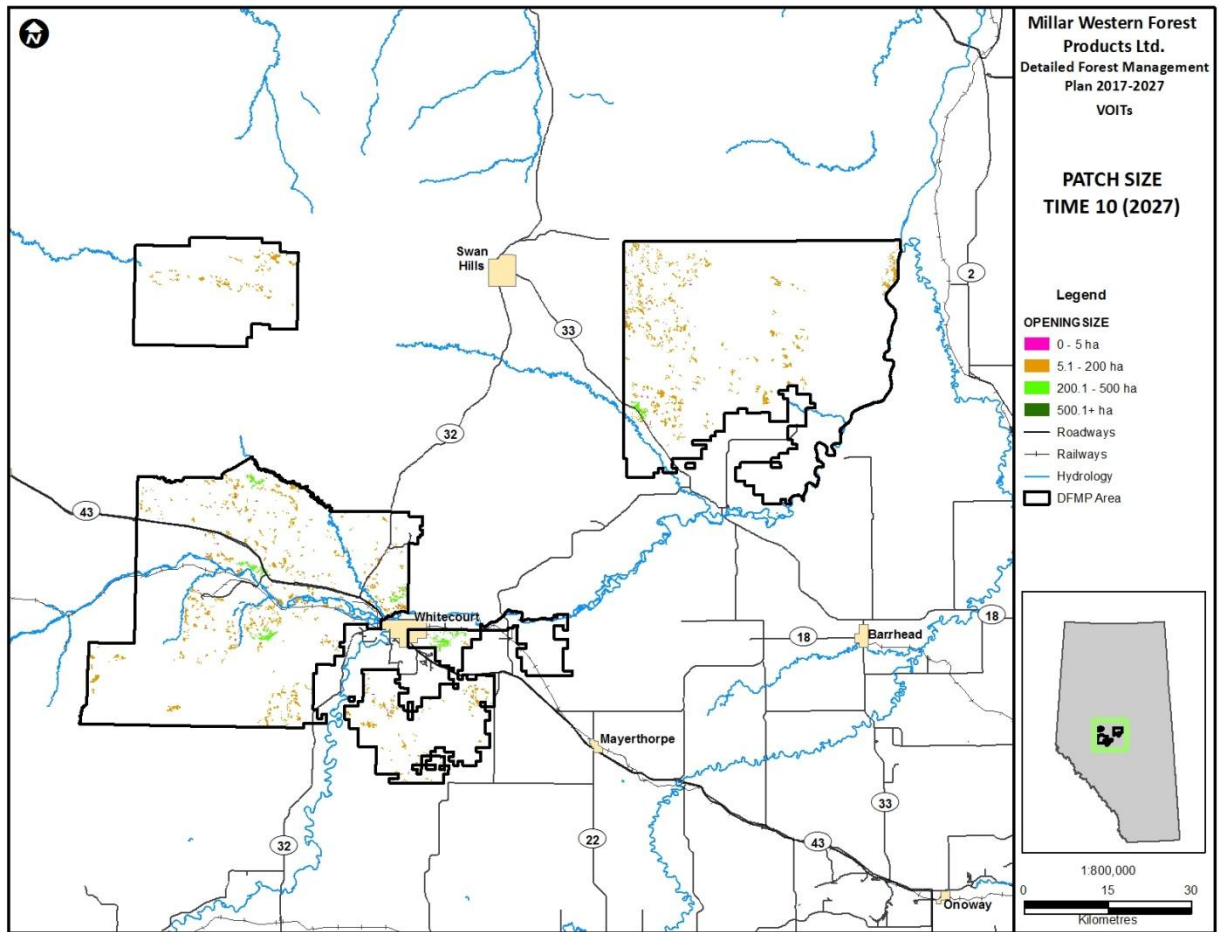 N
Swan
Hills
2
33
32
43
Whitecourt
18
Barrhead
18
Mayerthorpe
33
32
22
43
Onoway
Millar Western Forest
Products Ltd.
Detailed Forest Management
Plan 2017-2027
VOITs
PATCH SIZE
TIME 10 (2027)
Legend
OPENING SIZE
0 - 5 ha
5.1 - 200 ha
200.1 - 500 ha
500.1+ ha
Roadways
Railways
Hydrology
DFMP Area
1:800,000
0 15 30
Kilometres